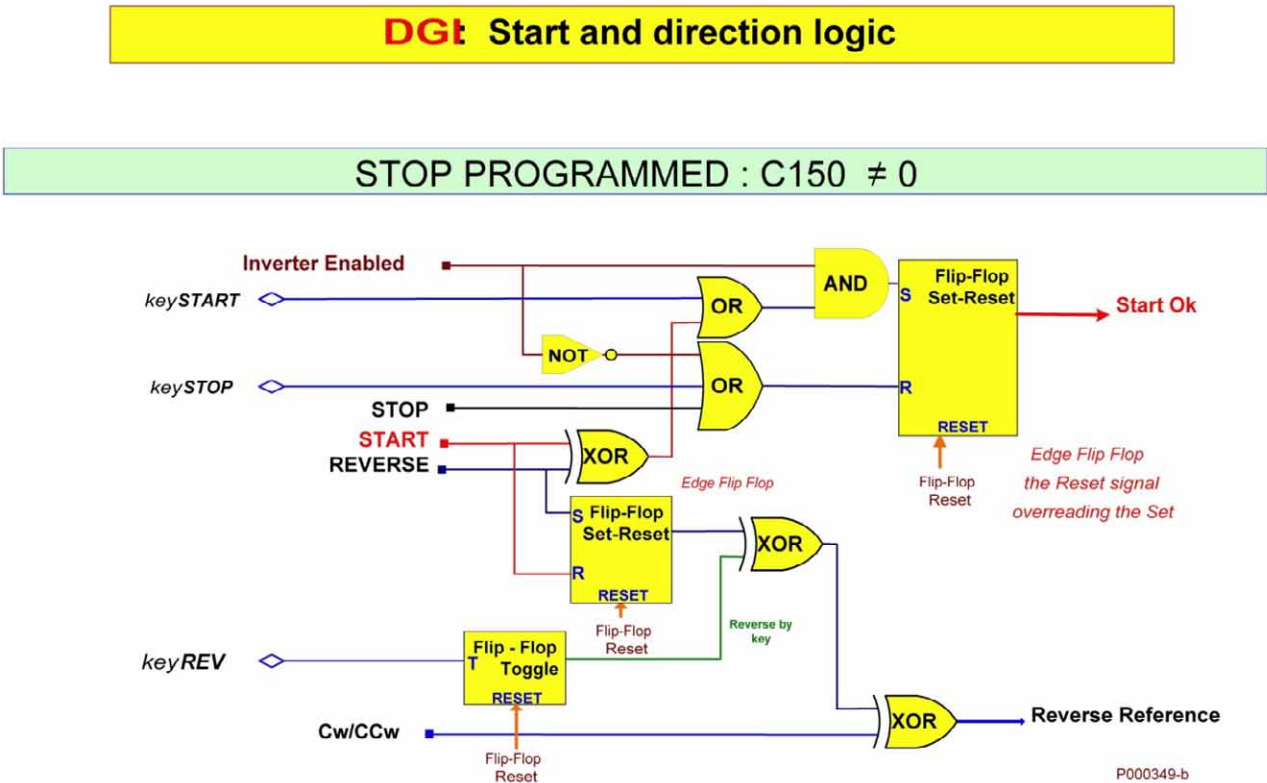 DGI: Start and direction logic
STOP PROGRAMMED : C150 ≠ 0
Inverter Enabled
keySTART
OR
AND
S
Flip-Flop
Set-Reset
Start Ok
NOT
keySTOP
OR
R
RESET
STOP
START
REVERSE
XOR
Edge Flip Flop
Flip-Flop
Reset
Edge Flip Flop
the Reset signal
overreading the Set
S
Flip-Flop
Set-Reset
R
RESET
XOR
Flip-Flop
Reset
Reverse by
key
keyREV
T
Flip - Flop
Toggle
RESET
Cw/CCw
XOR
Reverse Reference
Flip-Flop
Reset
P000349-b